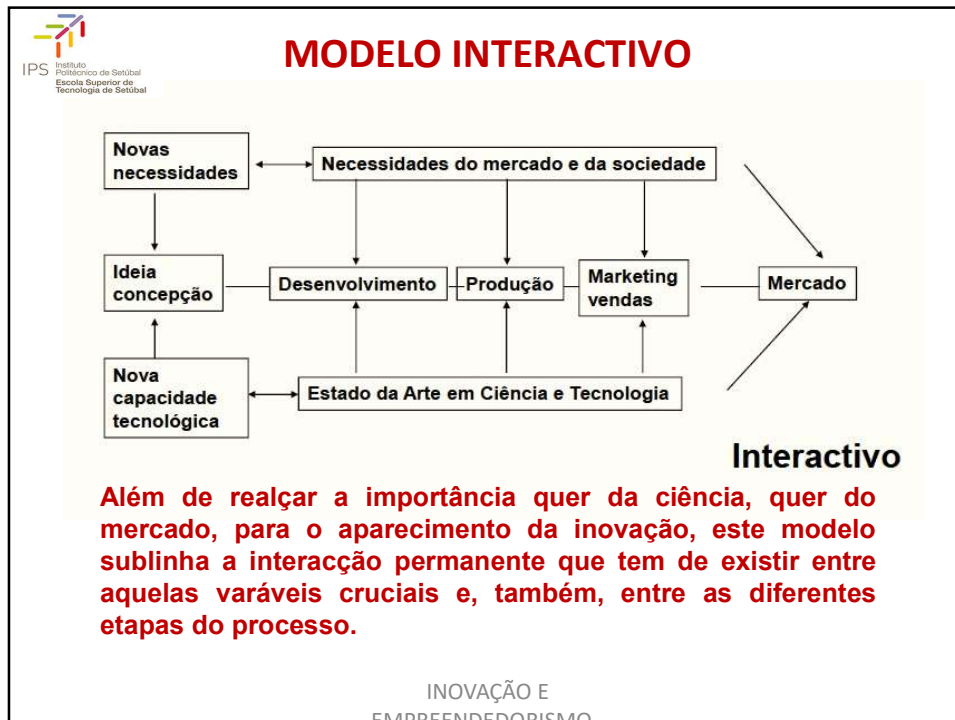 IPS Instituto
Politécnico de Setúbal
Escola Superior de
Tecnologia de Setúbal
MODELO INTERACTIVO
Novas
necessidades
Necessidades do mercado e da sociedade
Ideia
concepção
Desenvolvimento
Produção
Marketing
vendas
Mercado
Nova
capacidade
tecnológica
Estado da Arte em Ciência e Tecnologia
Interactivo
Além de realçar a importância quer da ciência, quer do
mercado, para o aparecimento da inovação, este modelo
sublinha a interacção permanente que tem de existir entre
aquelas varáveis cruciais e, também, entre as diferentes
etapas do processo.
INOVAÇÃO E
EMPREENDEDORISMO